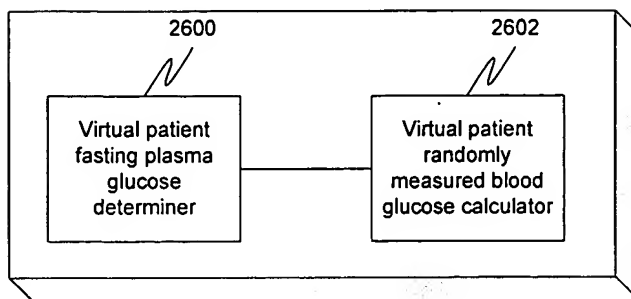 2600
2602
Virtual patient
fasting plasma
glucose
determiner
Virtual patient
randomly
measured blood
glucose calculator